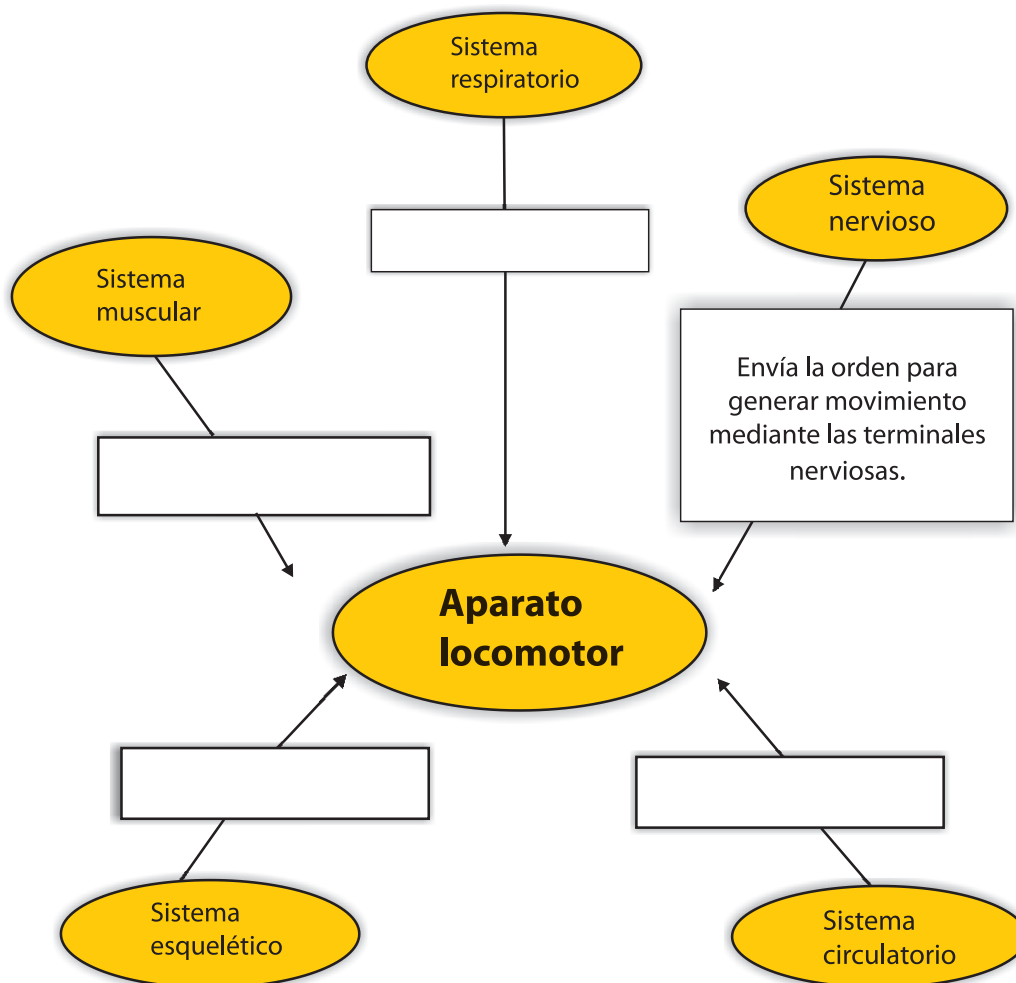 Sistema
respiratorio
Sistema
nervioso
Sistema
muscular
Envía la orden para
generar movimiento
mediante las terminales
nerviosas.
Aparato
locomotor
Sistema
esquelético
Sistema
circulatorio